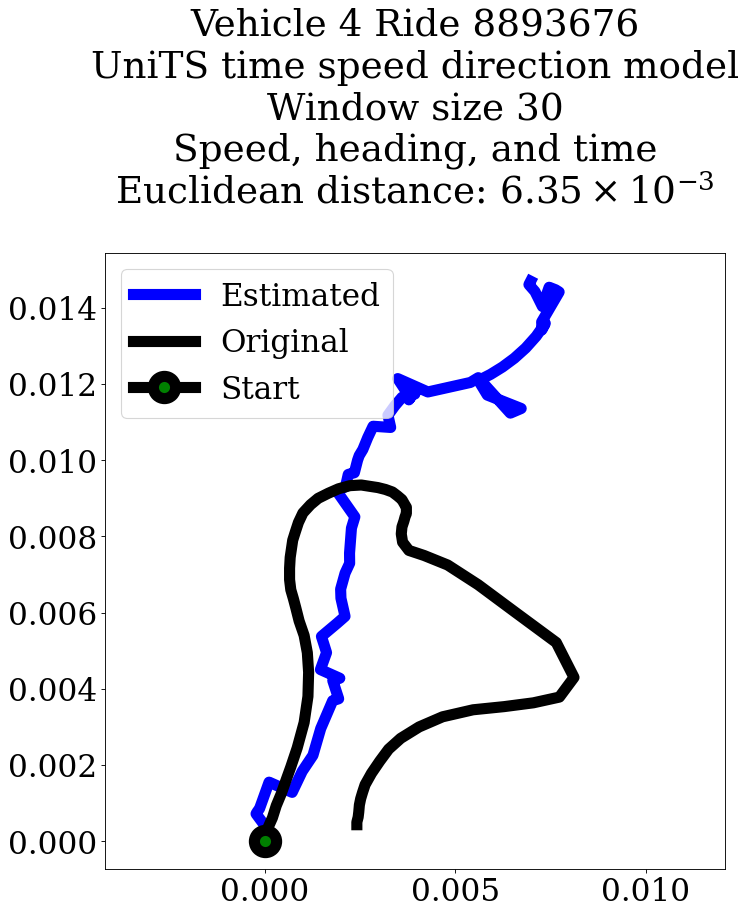 Vehicle 4 Ride 8893676
UniTS time speed direction model
Window size 30
Speed, heading, and time
Euclidean distance: 6.35 × 10⁻³
Estimated
Original
Start
0.014
0.012
0.010
0.008
0.006
0.004
0.002
0.000
0.000 0.005 0.010